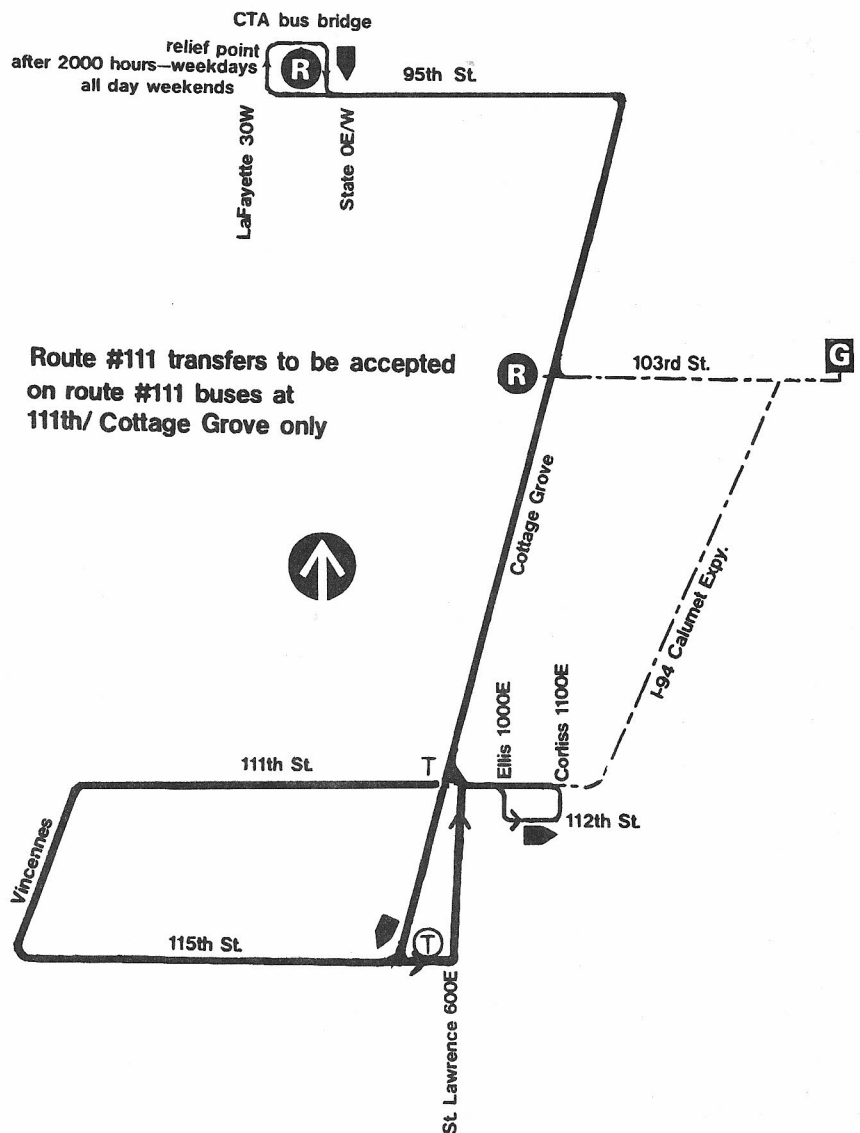 CTA bus bridge
relief point
after 2000 hours—weekdays
all day weekends
R
95th St.
LaFayette 30W
State 0E/W
Route #111 transfers to be accepted
on route #111 buses at
111th/ Cottage Grove only
R
103rd St.
G
Cottage Grove
I-94 Calumet Expy.
Ellis 1000E
Corliss 1100E
111th St.
T
112th St.
Vincennes
115th St.
T
St. Lawrence 600E